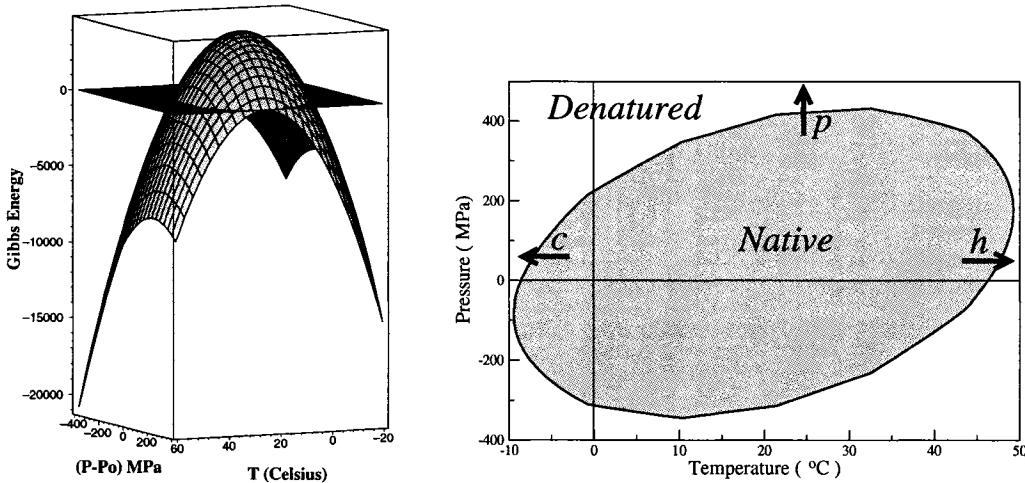 Gibbs Energy
0
−5000
−10000
−15000
−20000
−400 −200 0 200 400
60 40 20 0 −20
(P-Po) MPa
T (Celsius)
Denatured
p
c
Native
h
Pressure ( MPa)
400
200
0
-200
-400
-10 0 10 20 30 40 50
Temperature ( °C)